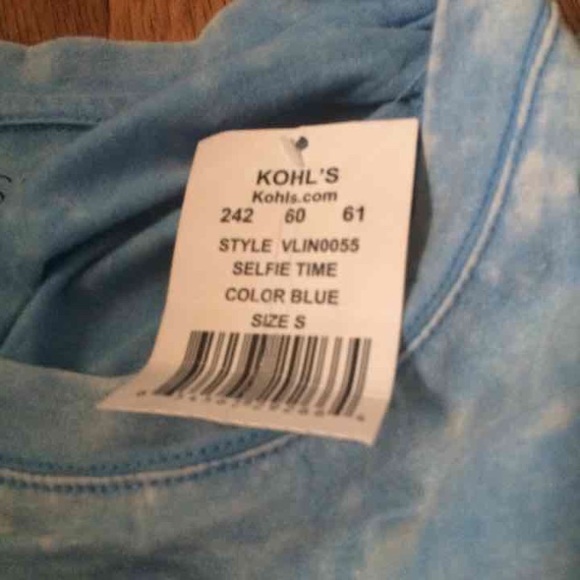 KOHL'S
Kohls.com
242 60 61
STYLE VLIN0055
SELFIE TIME
COLOR BLUE
SIZE S